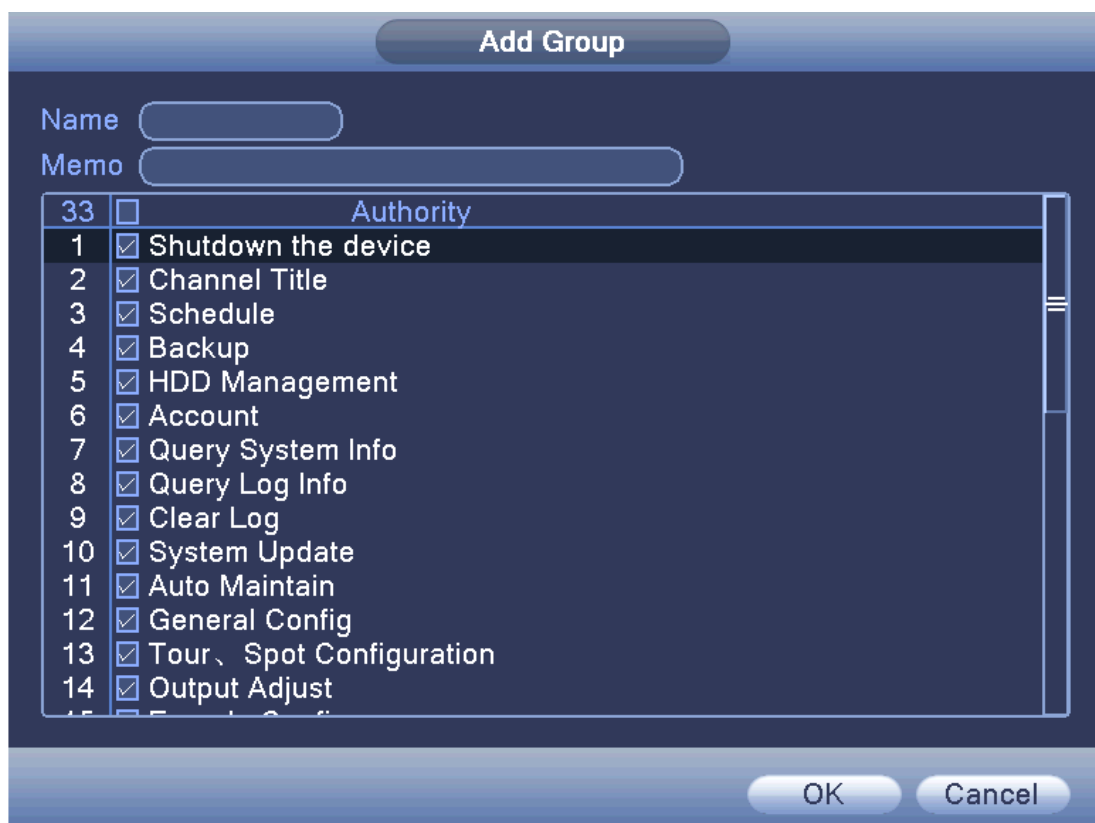 Add Group
Name
Memo
33 Authority
1 Shutdown the device
2 Channel Title
3 Schedule
4 Backup
5 HDD Management
6 Account
7 Query System Info
8 Query Log Info
9 Clear Log
10 System Update
11 Auto Maintain
12 General Config
13 Tour、Spot Configuration
14 Output Adjust
OK Cancel